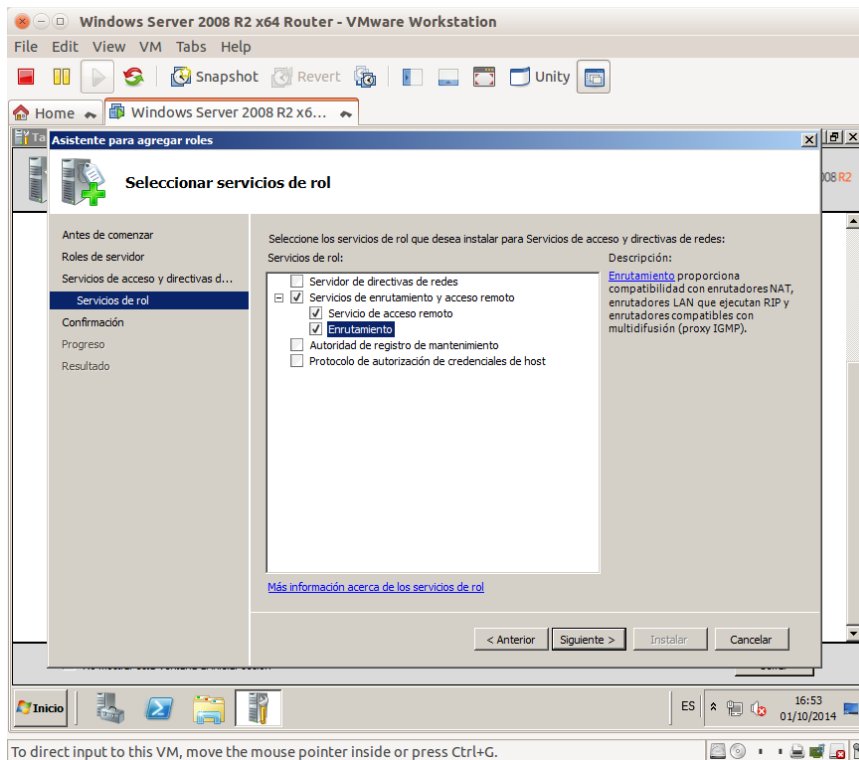 Windows Server 2008 R2 x64 Router - VMware Workstation
File Edit View VM Tabs Help
Snapshot Revert Unity
Home Windows Server 2008 R2 x6...
Ta
Asistente para agregar roles
008 R2
Seleccionar servicios de rol
Antes de comenzar
Roles de servidor
Servicios de acceso y directivas d...
Servicios de rol
Confirmación
Progreso
Resultado
Seleccione los servicios de rol que desea instalar para Servicios de acceso y directivas de redes:
Servicios de rol:
Servidor de directivas de redes
Servicios de enrutamiento y acceso remoto
Servicio de acceso remoto
Enrutamiento
Autoridad de registro de mantenimiento
Protocolo de autorización de credenciales de host
Descripción:
Enrutamiento proporciona
compatibilidad con enrutadores NAT,
enrutadores LAN que ejecutan RIP y
enrutadores compatibles con
multidifusión (proxy IGMP).
Más información acerca de los servicios de rol
< Anterior Siguiente > Instalar Cancelar
Inicio
ES
16:53
01/10/2014
To direct input to this VM, move the mouse pointer inside or press Ctrl+G.